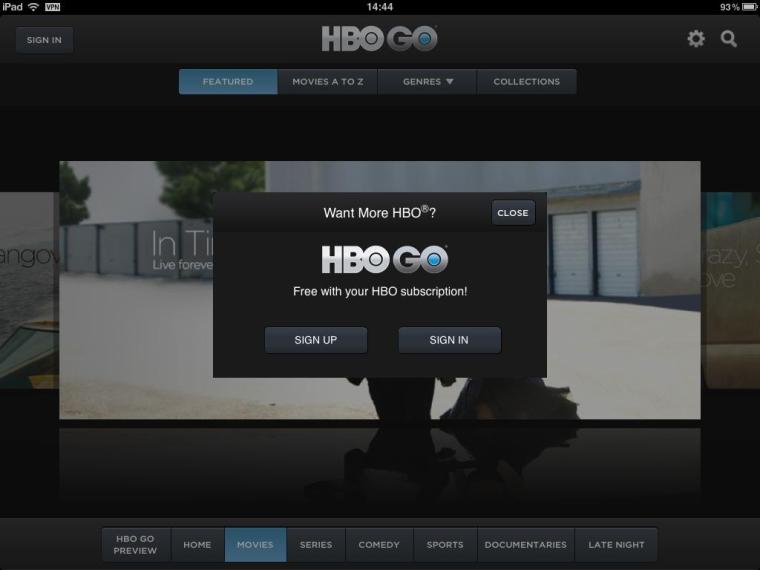 iPad VPN 14:44 93%
SIGN IN HBO GO
FEATURED MOVIES A TO Z GENRES ▼ COLLECTIONS
In Ti
Live foreve
angov
razy, S
ove
Want More HBO®? CLOSE
HBO GO
Free with your HBO subscription!
SIGN UP SIGN IN
HBO GO
PREVIEW HOME MOVIES SERIES COMEDY SPORTS DOCUMENTARIES LATE NIGHT